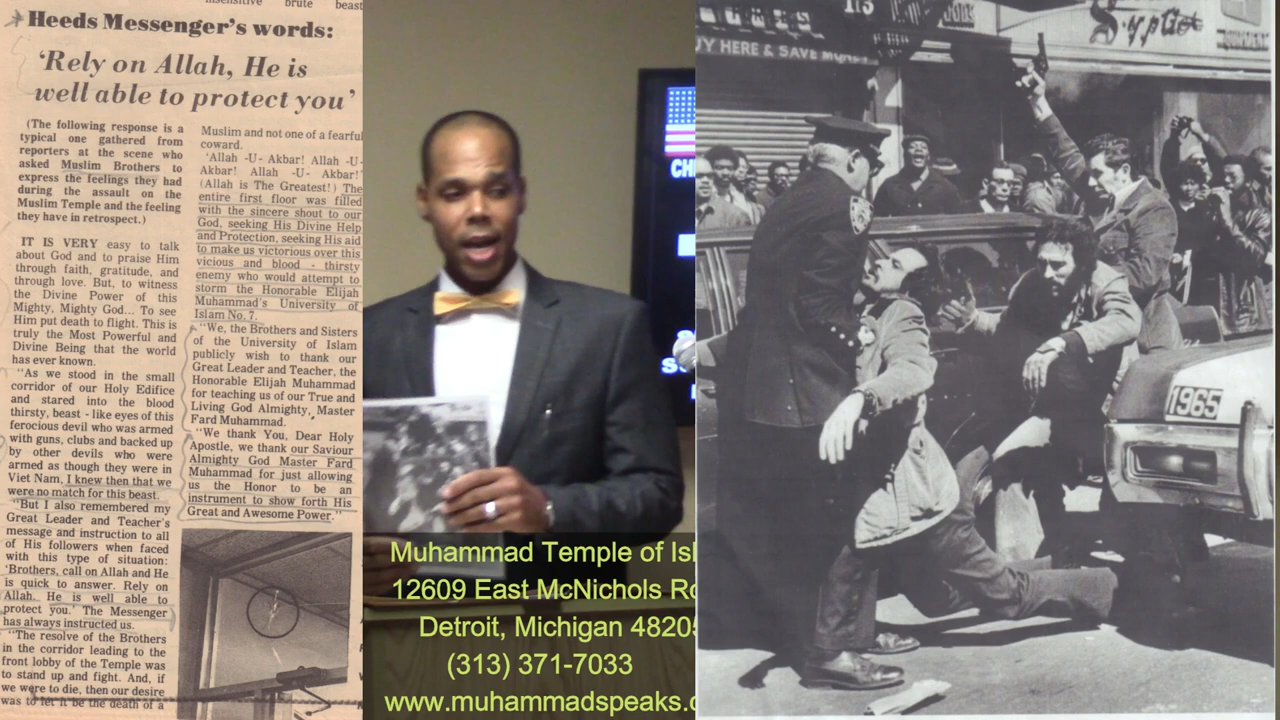 insensitive brute beast
Heeds Messenger's words:
'Rely on Allah, He is
well able to protect you'
(The following response is a
typical one gathered from
reporters at the scene who
asked Muslim Brothers to
express the feelings they had
during the assault on the
Muslim Temple and the feeling
they have in retrospect.)
IT IS VERY easy to talk
about God and to praise Him
through faith, gratitude, and
through love. But, to witness
the Divine Power of this
Mighty, Mighty God... To see
Him put death to flight. This is
truly the Most Powerful and
Divine Being that the world
has ever known.
"As we stood in the small
corridor of our Holy Edifice
and stared into the blood
thirsty, beast - like eyes of this
ferocious devil who was armed
with guns, clubs and backed up
by other devils who were
armed as though they were in
Viet Nam, I knew then that we
were no match for this beast.
"But I also remembered my
Great Leader and Teacher's
message and instruction to all
of His followers when faced
with this type of situation:
'Brothers, call on Allah and He
is quick to answer. Rely on
Allah. He is well able to
protect you.' The Messenger
has always instructed us.
"The resolve of the Brothers
in the corridor leading to the
front lobby of the Temple was
to stand up and fight. And, if
we were to die, then our desire
was to let it be the death of a
Muslim and not one of a fearful
coward.
'Allah -U- Akbar! Allah -U-
Akbar! Allah -U- Akbar!'
(Allah is The Greatest!) The
entire first floor was filled
with the sincere shout to our
God, seeking His Divine Help
and Protection, seeking His aid
to make us victorious over this
vicious and blood - thirsty
enemy who would attempt to
storm the Honorable Elijah
Muhammad's University of
Islam No. 7.
"We, the Brothers and Sisters
of the University of Islam
publicly wish to thank our
Great Leader and Teacher, the
Honorable Elijah Muhammad
for teaching us of our True and
Living God Almighty, Master
Fard Muhammad.
"We thank You, Dear Holy
Apostle, we thank our Saviour
Almighty God Master Fard
Muhammad for just allowing
us the Honor to be an
instrument to show forth His
Great and Awesome Power."
CH
S
Muhammad Temple of Isl
12609 East McNichols Ro
Detroit, Michigan 4820
(313) 371-7033
www.muhammadspeaks.c
115
UY HERE & SAVE
1965